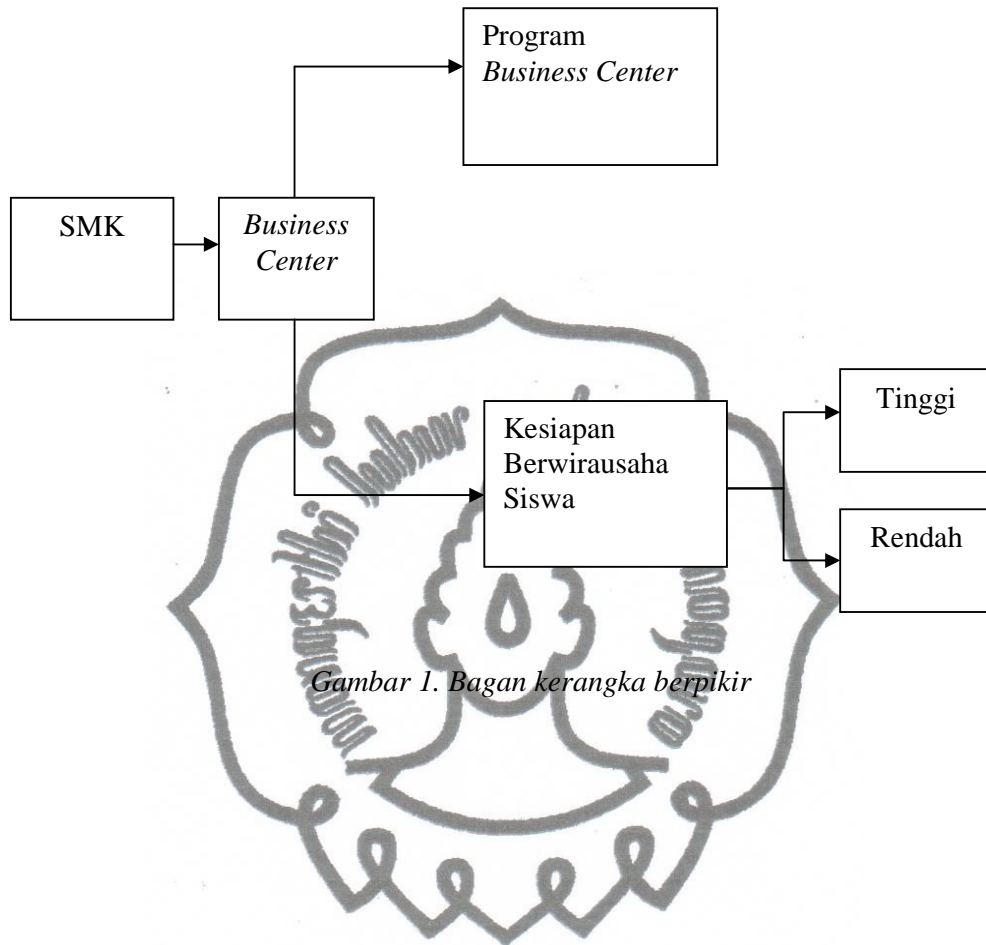 Program
Business Center
SMK
Business
Center
Kesiapan
Berwirausaha
Siswa
Tinggi
Rendah
Gambar 1. Bagan kerangka berpikir